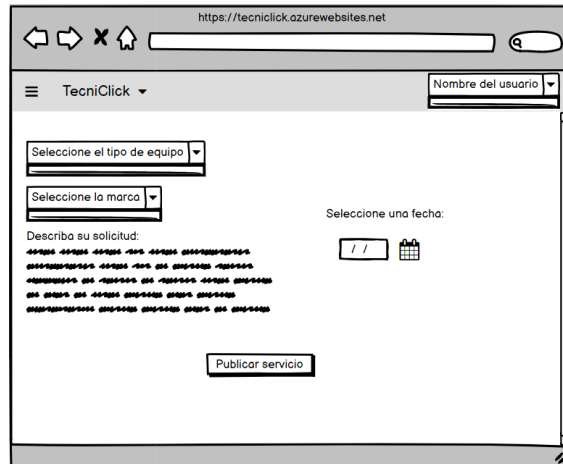 https://tecniclick.azurewebsites.net
TecniClick
Nombre del usuario
Seleccione el tipo de equipo
Seleccione la marca
Seleccione una fecha:
Describa su solicitud:
/ /
Publicar servicio